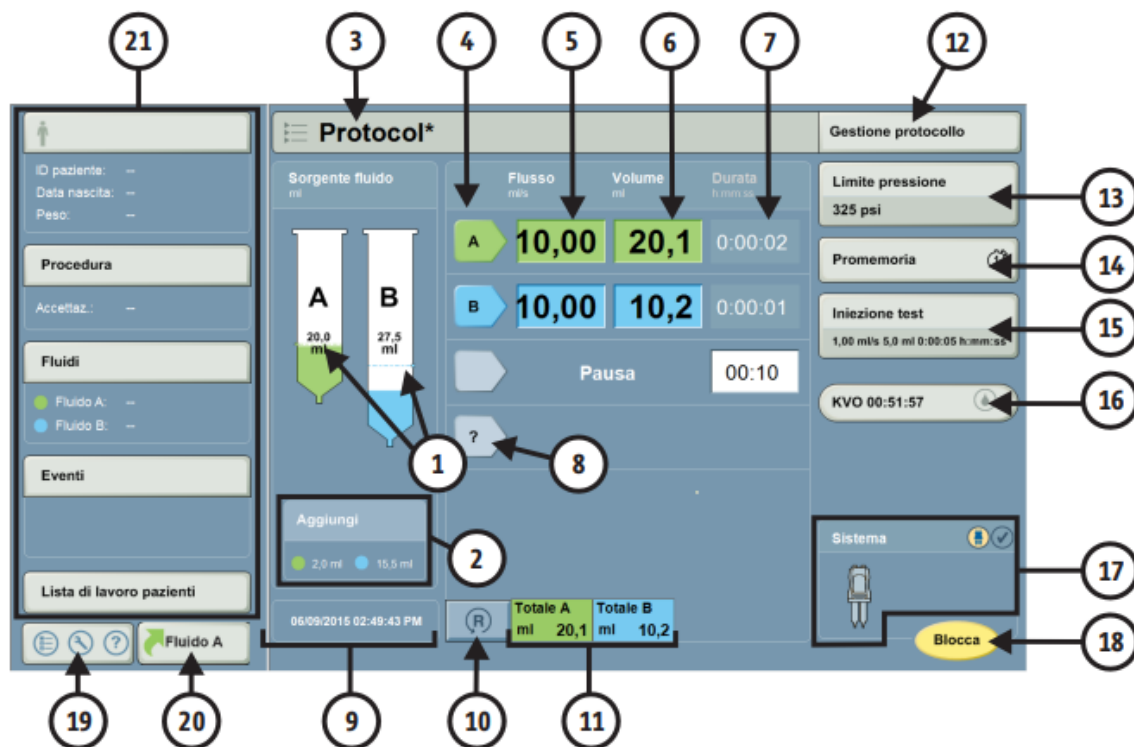 21
3
4
5
6
7
12
Protocol*
Gestione protocollo
ID paziente: --
Data nascita: --
Peso: --
Procedura
Accettaz.: --
Fluidi
Fluido A: --
Fluido B: --
Eventi
Lista di lavoro pazienti
Fluido A
?
19
20
Sorgente fluido
ml
A
20,0
ml
B
27,5
ml
1
Aggiungi
2,0 ml 15,5 ml
2
06/09/2015 02:49:43 PM
9
Flusso Volume Durata
ml/s ml h:mm:ss
A 10,00 20,1 0:00:02
B 10,00 10,2 0:00:01
Pausa 00:10
?
8
R
10
Totale A Totale B
ml 20,1 ml 10,2
11
Limite pressione
325 psi
13
Promemoria
14
Iniezione test
1,00 ml/s 5,0 ml 0:00:05 h:mm:ss
15
KVO 00:51:57
16
Sistema
17
Blocca
18